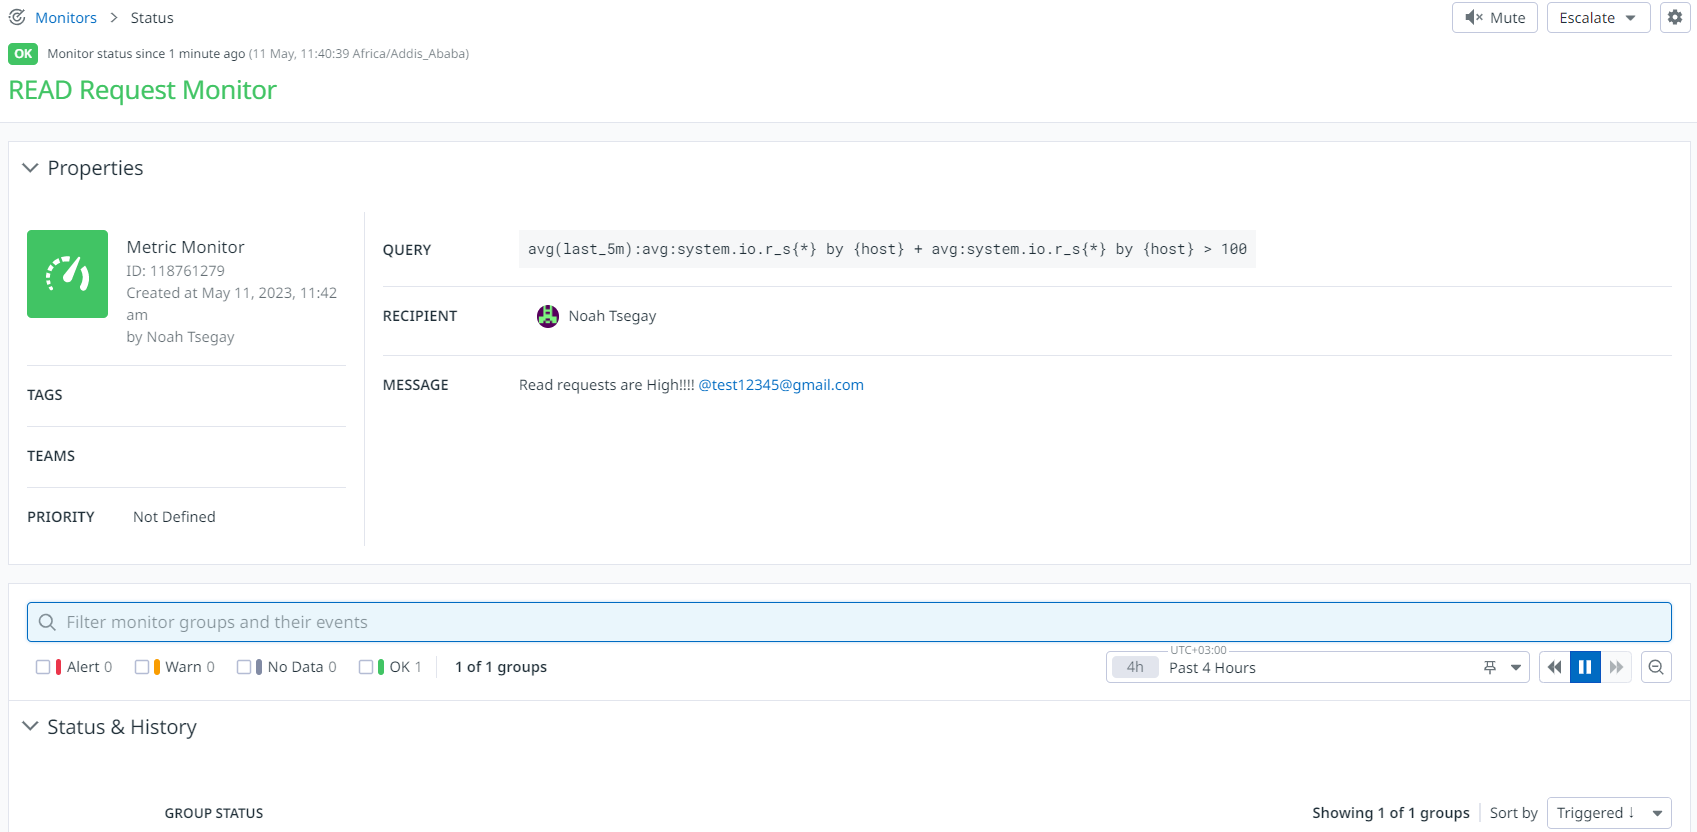 Monitors > Status
Mute
Escalate
OK
Monitor status since 1 minute ago (11 May, 11:40:39 Africa/Addis_Ababa)
READ Request Monitor
Properties
Metric Monitor
ID: 118761279
Created at May 11, 2023, 11:42
am
by Noah Tsegay
TAGS
TEAMS
PRIORITY Not Defined
QUERY avg(last_5m):avg:system.io.r_s{*} by {host} + avg:system.io.r_s{*} by {host} > 100
RECIPIENT Noah Tsegay
MESSAGE Read requests are High!!!! @test12345@gmail.com
Filter monitor groups and their events
Alert 0 Warn 0 No Data 0 OK 1 1 of 1 groups
UTC+03:00
4h Past 4 Hours
Status & History
GROUP STATUS
Showing 1 of 1 groups Sort by Triggered ↓